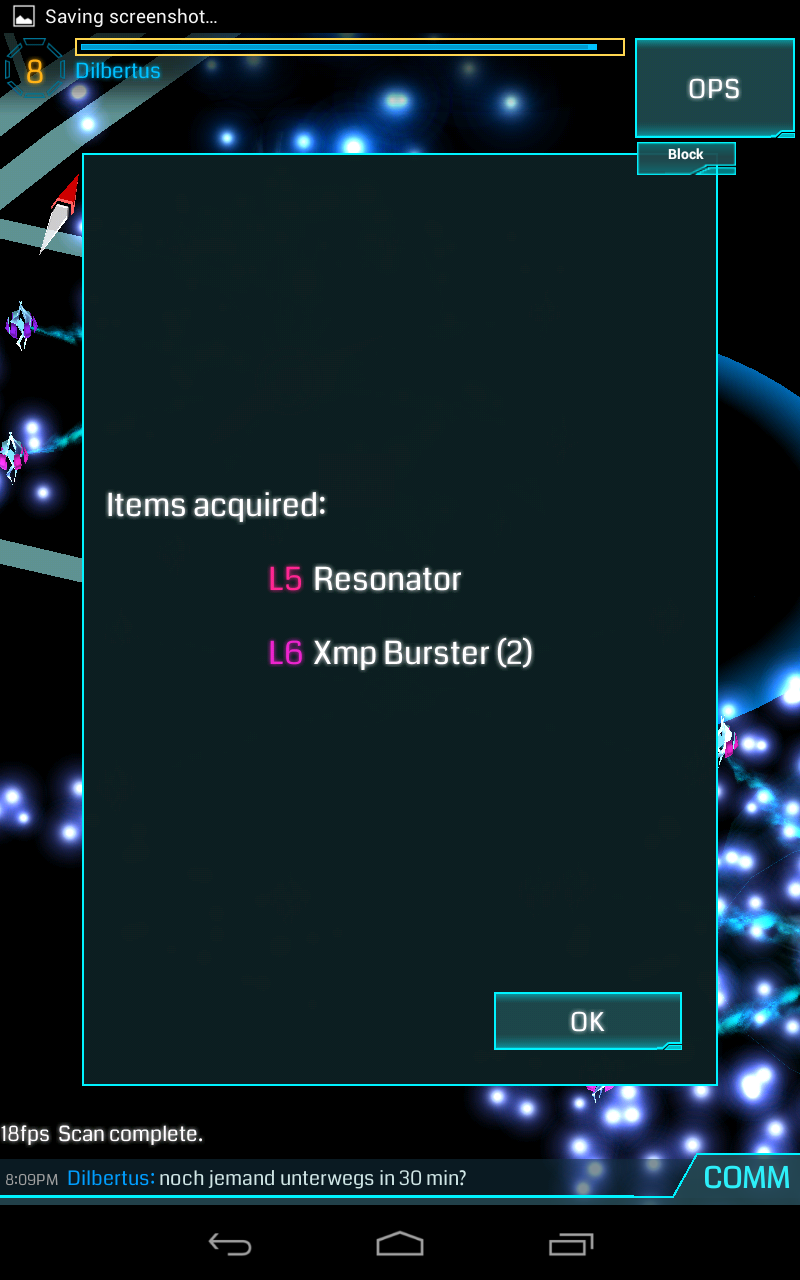 Saving screenshot...
8
Dilbertus
OPS
Block
Items acquired:
L5 Resonator
L6 Xmp Burster (2)
OK
18fps Scan complete.
8:09PM Dilbertus: noch jemand unterwegs in 30 min?
COMM